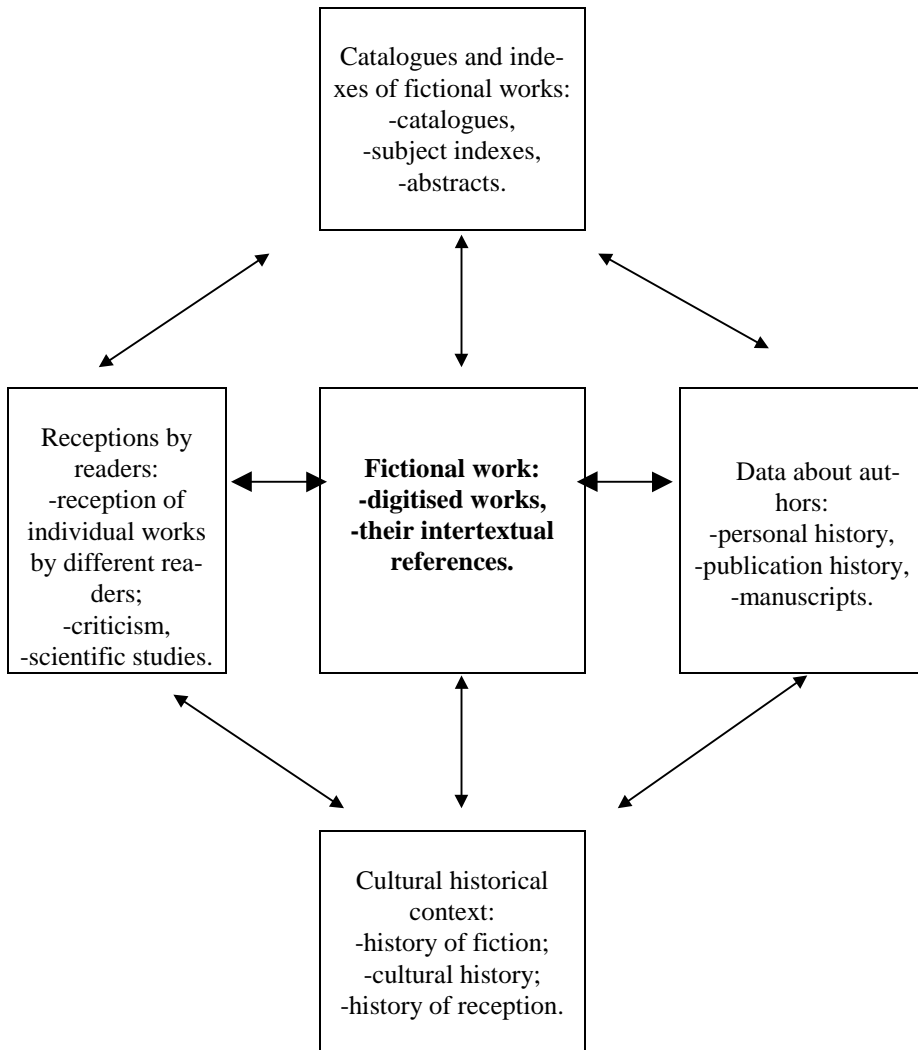 Catalogues and inde-
xes of fictional works:
-catalogues,
-subject indexes,
-abstracts.
Receptions by
readers:
-reception of
individual works
by different rea-
ders;
-criticism,
-scientific studies.
Fictional work:
-digitised works,
-their intertextual
references.
Data about aut-
hors:
-personal history,
-publication history,
-manuscripts.
Cultural historical
context:
-history of fiction;
-cultural history;
-history of reception.